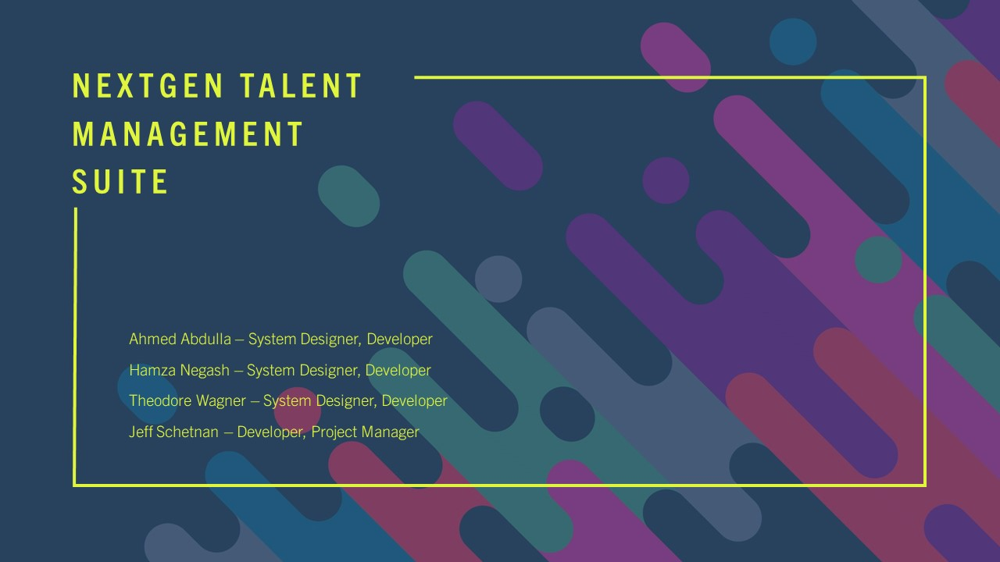 NEXTGEN TALENT
MANAGEMENT
SUITE
Ahmed Abdulla – System Designer, Developer
Hamza Negash – System Designer, Developer
Theodore Wagner – System Designer, Developer
Jeff Schetnan – Developer, Project Manager